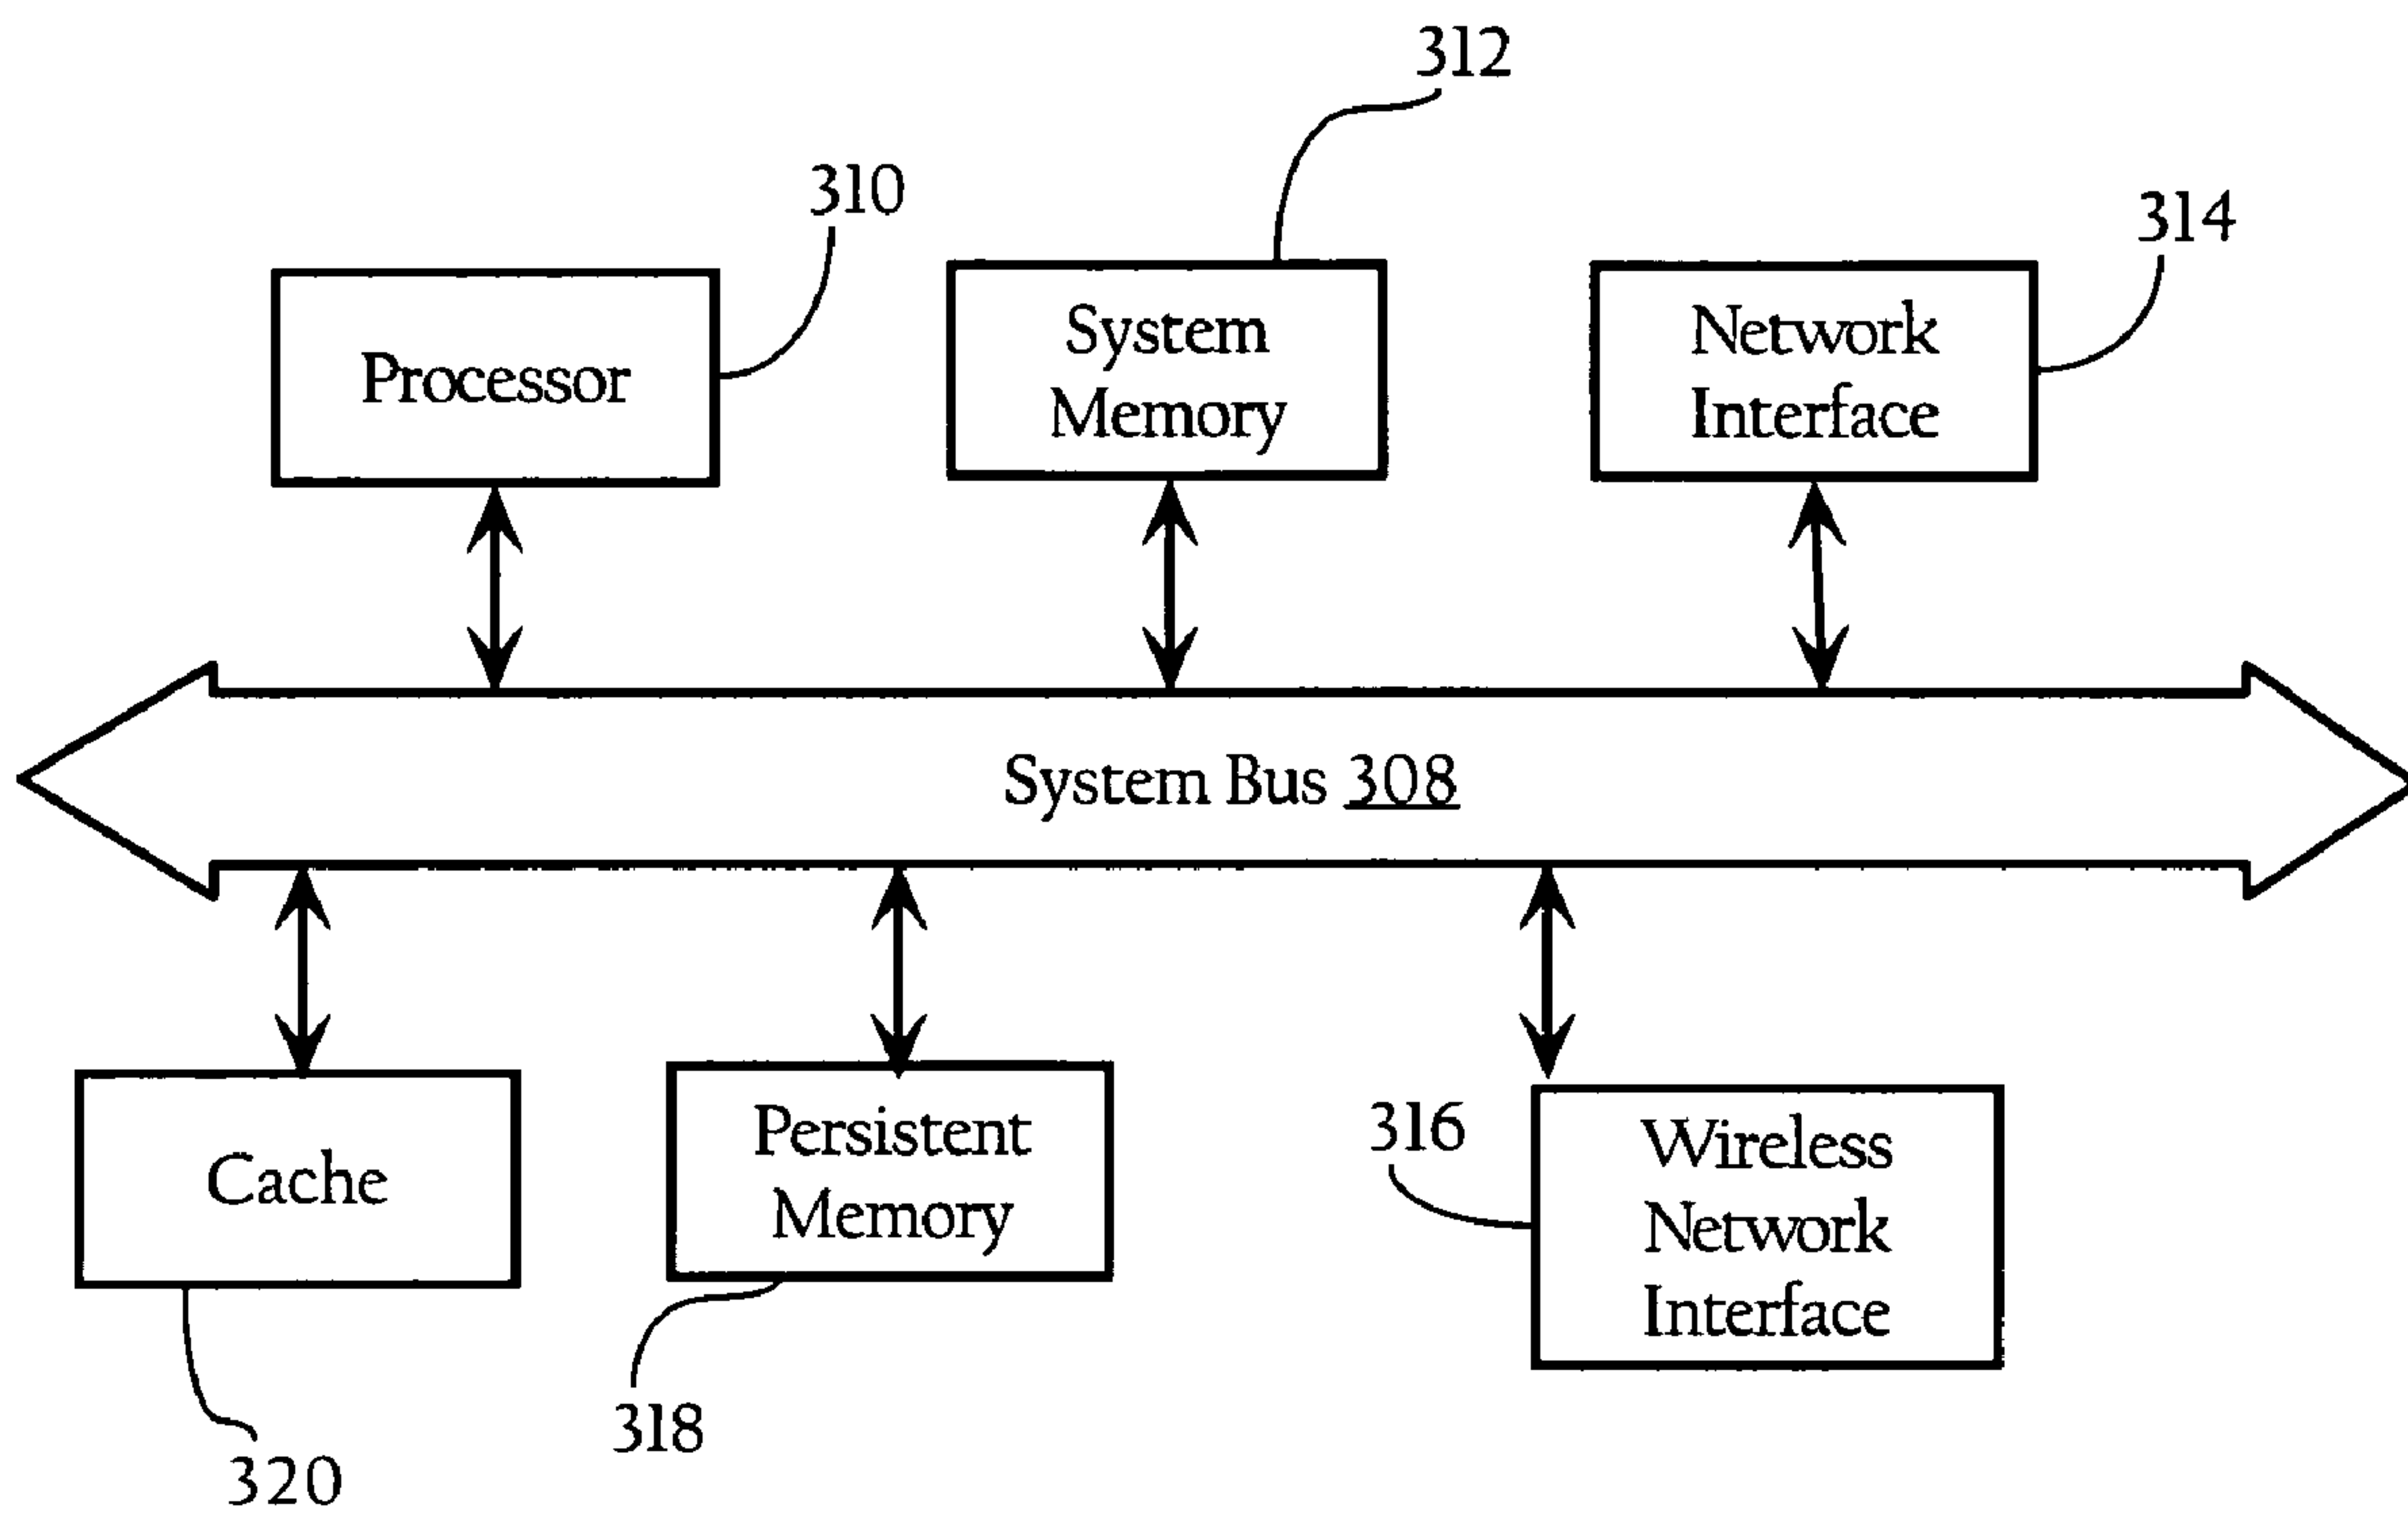 312
310
314
Processor
System
Memory
Network
Interface
System Bus 308
Cache
Persistent
Memory
316
Wireless
Network
Interface
318
320